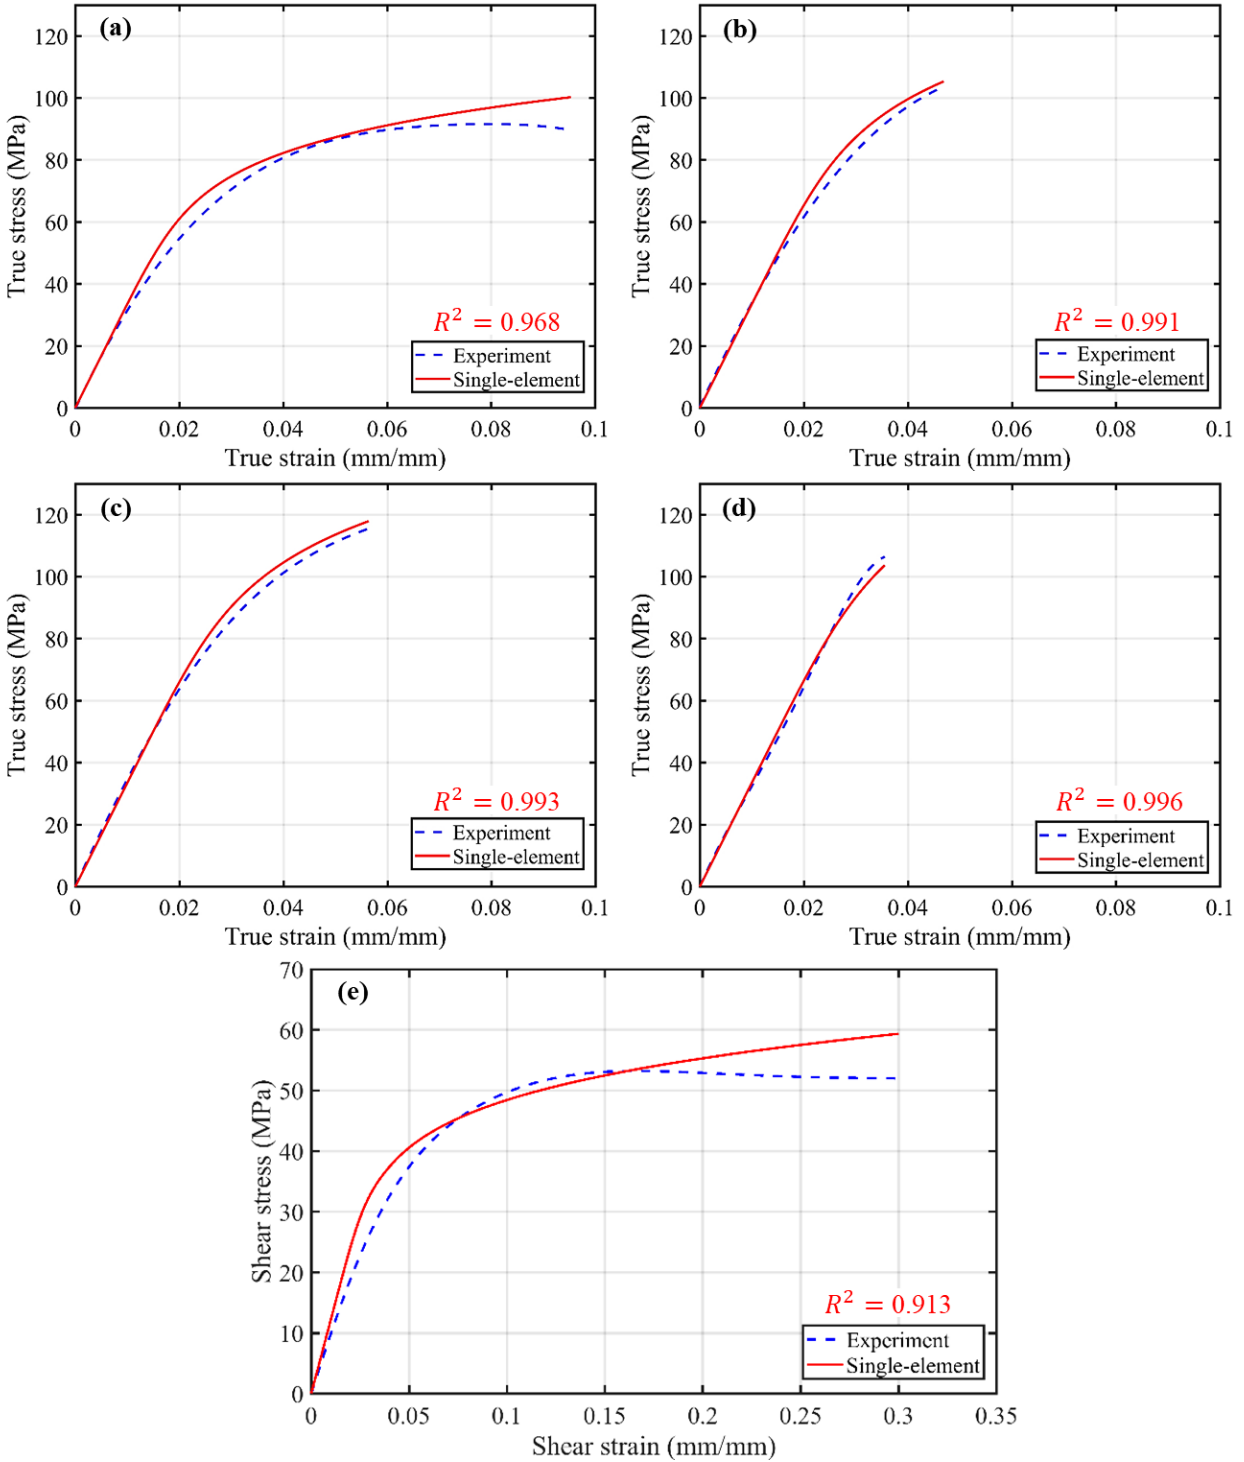 (a)
120
100
80
60
40
20
0
True stress (MPa)
R² = 0.968
Experiment
Single-element
0 0.02 0.04 0.06 0.08 0.1
True strain (mm/mm)
(b)
120
100
80
60
40
20
0
True stress (MPa)
R² = 0.991
Experiment
Single-element
0 0.02 0.04 0.06 0.08 0.1
True strain (mm/mm)
(c)
120
100
80
60
40
20
0
True stress (MPa)
R² = 0.993
Experiment
Single-element
0 0.02 0.04 0.06 0.08 0.1
True strain (mm/mm)
(d)
120
100
80
60
40
20
0
True stress (MPa)
R² = 0.996
Experiment
Single-element
0 0.02 0.04 0.06 0.08 0.1
True strain (mm/mm)
(e)
70
60
50
40
30
20
10
0
Shear stress (MPa)
R² = 0.913
Experiment
Single-element
0 0.05 0.1 0.15 0.2 0.25 0.3 0.35
Shear strain (mm/mm)